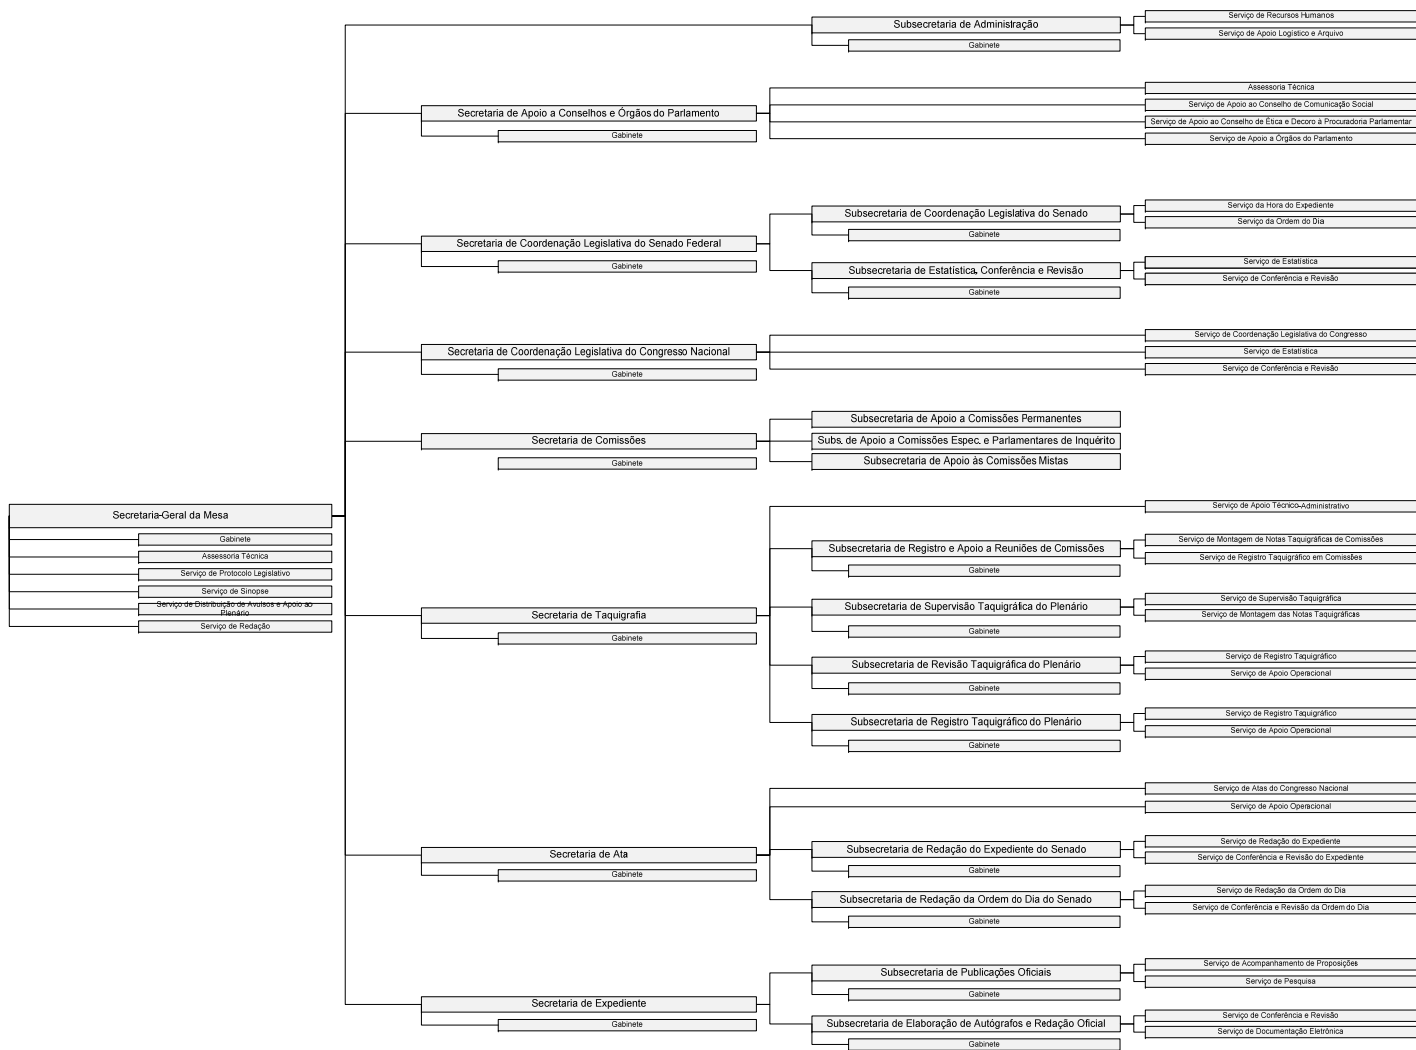 Secretaria-Geral da Mesa
Gabinete
Assessoria Técnica
Serviço de Protocolo Legislativo
Serviço de Sinopse
Serviço de Distribuição de Avulsos e Apoio ao
Plenário
Serviço de Redação
Subsecretaria de Administração
Gabinete
Serviço de Recursos Humanos
Serviço de Apoio Logístico e Arquivo
Secretaria de Apoio a Conselhos e Órgãos do Parlamento
Gabinete
Assessoria Técnica
Serviço de Apoio ao Conselho de Comunicação Social
Serviço de Apoio ao Conselho de Ética e Decoro à Procuradoria Parlamentar
Serviço de Apoio a Órgãos do Parlamento
Secretaria de Coordenação Legislativa do Senado Federal
Gabinete
Subsecretaria de Coordenação Legislativa do Senado
Gabinete
Serviço da Hora do Expediente
Serviço da Ordem do Dia
Subsecretaria de Estatística, Conferência e Revisão
Gabinete
Serviço de Estatística
Serviço de Conferência e Revisão
Secretaria de Coordenação Legislativa do Congresso Nacional
Gabinete
Serviço de Coordenação Legislativa do Congresso
Serviço de Estatística
Serviço de Conferência e Revisão
Secretaria de Comissões
Gabinete
Subsecretaria de Apoio a Comissões Permanentes
Subs. de Apoio a Comissões Espec. e Parlamentares de Inquérito
Subsecretaria de Apoio às Comissões Mistas
Secretaria de Taquigrafia
Gabinete
Serviço de Apoio Técnico-Administrativo
Subsecretaria de Registro e Apoio a Reuniões de Comissões
Gabinete
Serviço de Montagem de Notas Taquigráficas de Comissões
Serviço de Registro Taquigráfico em Comissões
Subsecretaria de Supervisão Taquigráfica do Plenário
Gabinete
Serviço de Supervisão Taquigráfica
Serviço de Montagem das Notas Taquigráficas
Subsecretaria de Revisão Taquigráfica do Plenário
Gabinete
Serviço de Registro Taquigráfico
Serviço de Apoio Operacional
Subsecretaria de Registro Taquigráfico do Plenário
Gabinete
Serviço de Registro Taquigráfico
Serviço de Apoio Operacional
Secretaria de Ata
Gabinete
Serviço de Atas do Congresso Nacional
Serviço de Apoio Operacional
Subsecretaria de Redação do Expediente do Senado
Gabinete
Serviço de Redação do Expediente
Serviço de Conferência e Revisão do Expediente
Subsecretaria de Redação da Ordem do Dia do Senado
Gabinete
Serviço de Redação da Ordem do Dia
Serviço de Conferência e Revisão da Ordem do Dia
Secretaria de Expediente
Gabinete
Subsecretaria de Publicações Oficiais
Gabinete
Serviço de Acompanhamento de Proposições
Serviço de Pesquisa
Subsecretaria de Elaboração de Autógrafos e Redação Oficial
Gabinete
Serviço de Conferência e Revisão
Serviço de Documentação Eletrônica